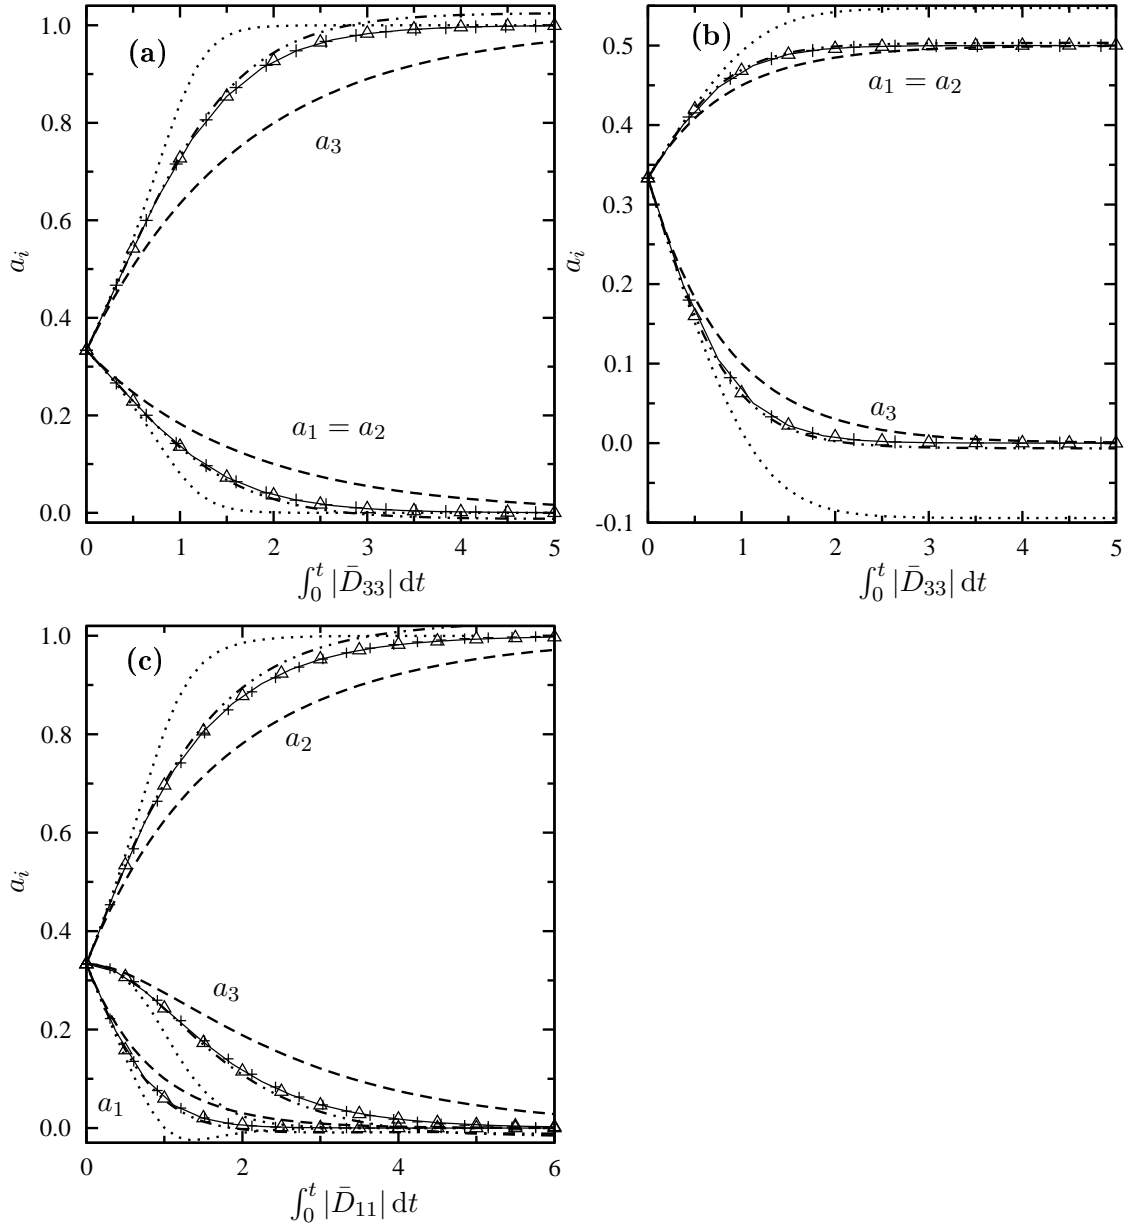 (a)
1.0
0.8
0.6
0.4
0.2
0.0
a_i
a_3
a_1 = a_2
0 1 2 3 4 5
∫_0^t |D̄_33| dt
(b)
0.5
0.4
0.3
0.2
0.1
0.0
-0.1
a_i
a_1 = a_2
a_3
0 1 2 3 4 5
∫_0^t |D̄_33| dt
(c)
1.0
0.8
0.6
0.4
0.2
0.0
a_i
a_2
a_3
a_1
0 2 4 6
∫_0^t |D̄_11| dt